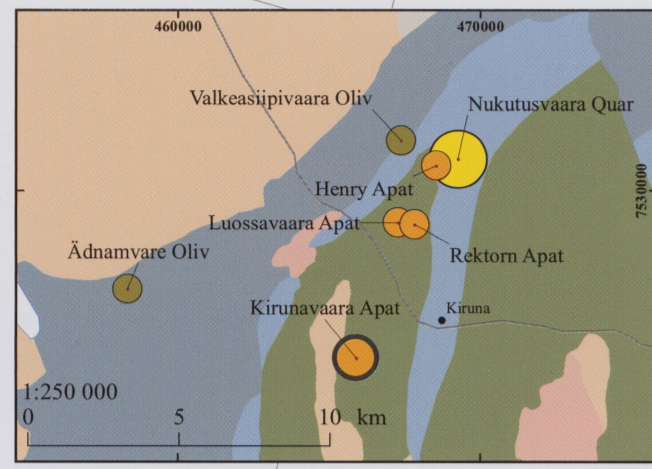 460000
470000
Valkeasiipivaara Oliv
Nukutusvaara Quar
Henry Apat
7530000
Luossavaara Apat
Rektorn Apat
Ädnamvare Oliv
Kirunavaara Apat
Kiruna
1:250 000
0 5 10 km